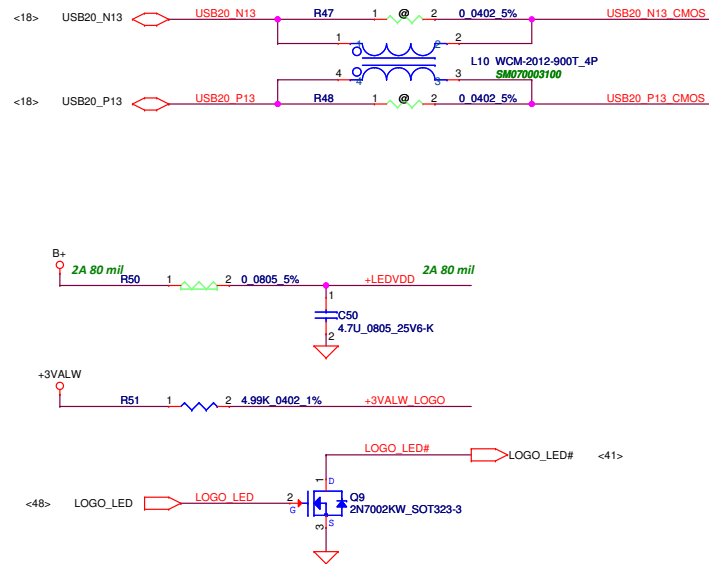 <18> USB20_N13 USB20_N13 R47 1 @ 2 0_0402_5% USB20_N13_CMOS
1 1 2 2
L10 WCM-2012-900T_4P
SM070003100
4 4 3 3
<18> USB20_P13 USB20_P13 R48 1 @ 2 0_0402_5% USB20_P13_CMOS
B+
2A 80 mil 2A 80 mil
R50 1 2 0_0805_5% +LEDVDD
1
C50
4.7U_0805_25V6-K
2
+3VALW
R51 1 2 4.99K_0402_1% +3VALW_LOGO
LOGO_LED# LOGO_LED# <41>
1 D
<48> LOGO_LED LOGO_LED 2 G Q9
2N7002KW_SOT323-3
3 S